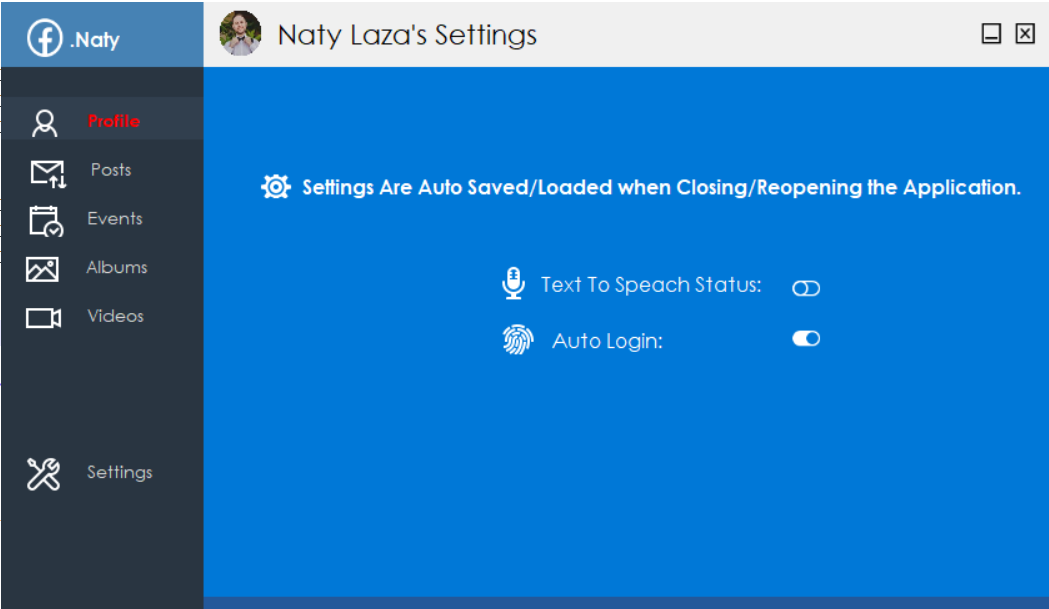 .Naty
Naty Laza's Settings
Profile
Posts
Events
Albums
Videos
Settings
Settings Are Auto Saved/Loaded when Closing/Reopening the Application.
Text To Speach Status:
Auto Login: